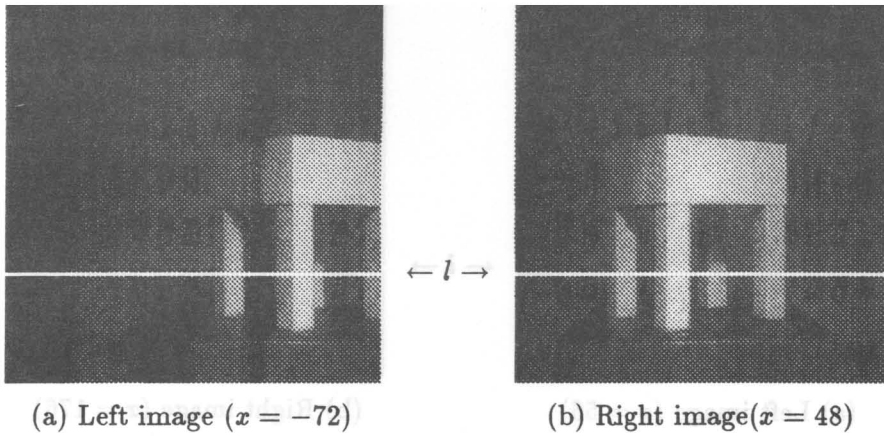 ← l →
(a) Left image (x = −72)
(b) Right image(x = 48)